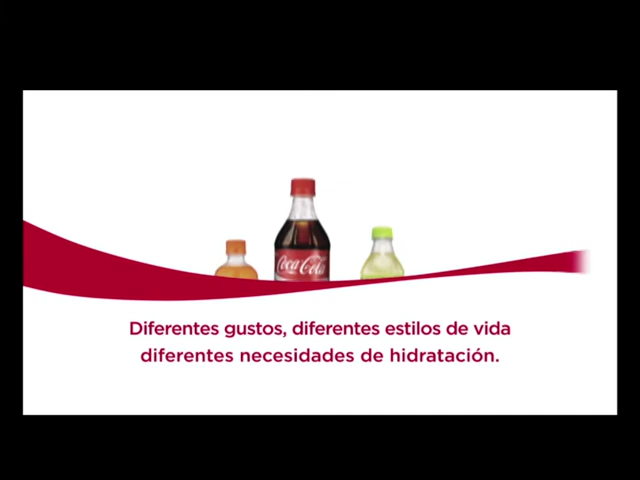 Coca-Cola
Diferentes gustos, diferentes estilos de vida
diferentes necesidades de hidratación.